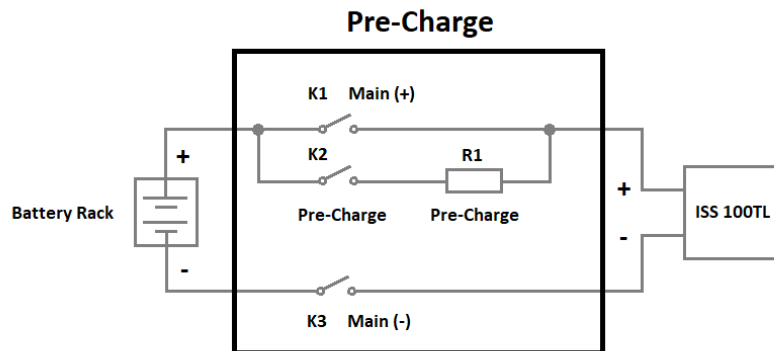 Pre-Charge
K1 Main (+)
+
K2
R1
+
Battery Rack
Pre-Charge
Pre-Charge
ISS 100TL
-
-
K3 Main (-)